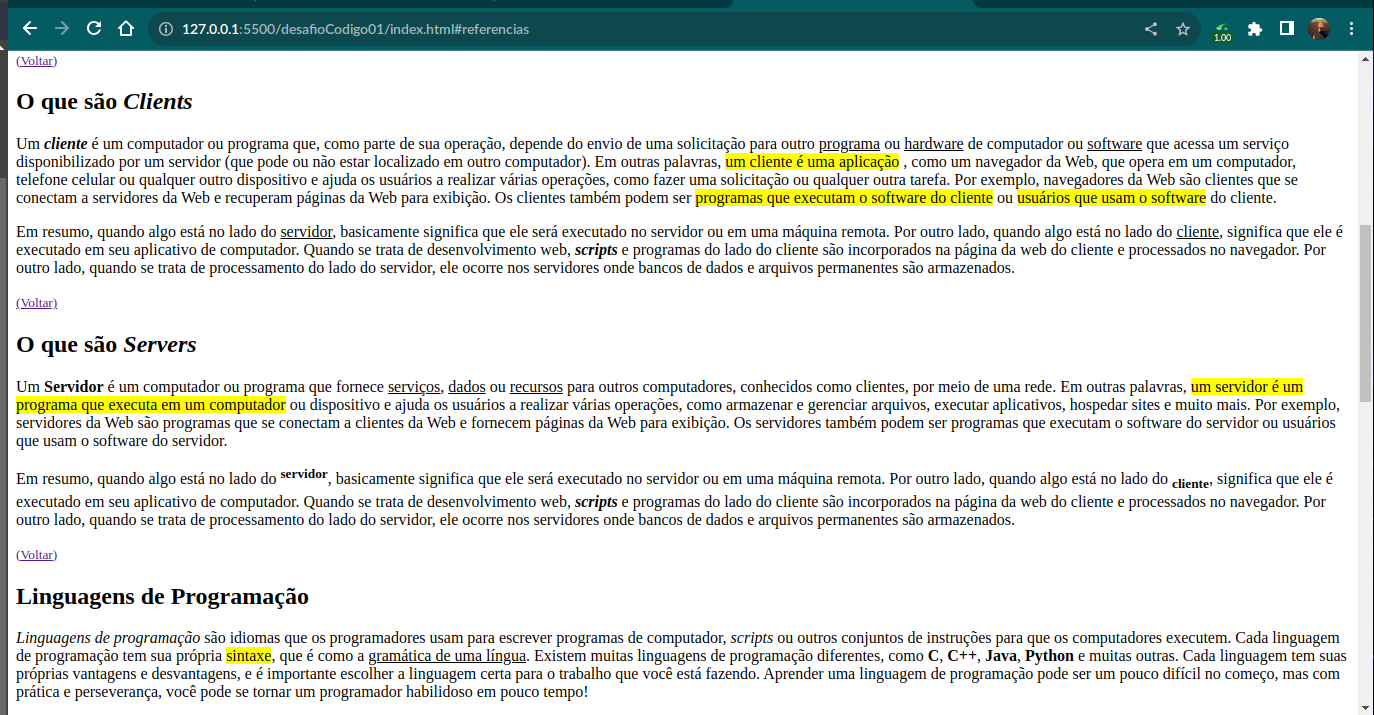 127.0.0.1:5500/desafioCodigo01/index.html#referencias
1.00
(Voltar)
O que são Clients
Um cliente é um computador ou programa que, como parte de sua operação, depende do envio de uma solicitação para outro programa ou hardware de computador ou software que acessa um serviço
disponibilizado por um servidor (que pode ou não estar localizado em outro computador). Em outras palavras, um cliente é uma aplicação , como um navegador da Web, que opera em um computador,
telefone celular ou qualquer outro dispositivo e ajuda os usuários a realizar várias operações, como fazer uma solicitação ou qualquer outra tarefa. Por exemplo, navegadores da Web são clientes que se
conectam a servidores da Web e recuperam páginas da Web para exibição. Os clientes também podem ser programas que executam o software do cliente ou usuários que usam o software do cliente.
Em resumo, quando algo está no lado do servidor, basicamente significa que ele será executado no servidor ou em uma máquina remota. Por outro lado, quando algo está no lado do cliente, significa que ele é
executado em seu aplicativo de computador. Quando se trata de desenvolvimento web, scripts e programas do lado do cliente são incorporados na página da web do cliente e processados no navegador. Por
outro lado, quando se trata de processamento do lado do servidor, ele ocorre nos servidores onde bancos de dados e arquivos permanentes são armazenados.
(Voltar)
O que são Servers
Um Servidor é um computador ou programa que fornece serviços, dados ou recursos para outros computadores, conhecidos como clientes, por meio de uma rede. Em outras palavras, um servidor é um
programa que executa em um computador ou dispositivo e ajuda os usuários a realizar várias operações, como armazenar e gerenciar arquivos, executar aplicativos, hospedar sites e muito mais. Por exemplo,
servidores da Web são programas que se conectam a clientes da Web e fornecem páginas da Web para exibição. Os servidores também podem ser programas que executam o software do servidor ou usuários
que usam o software do servidor.
Em resumo, quando algo está no lado do servidor, basicamente significa que ele será executado no servidor ou em uma máquina remota. Por outro lado, quando algo está no lado do cliente, significa que ele é
executado em seu aplicativo de computador. Quando se trata de desenvolvimento web, scripts e programas do lado do cliente são incorporados na página da web do cliente e processados no navegador. Por
outro lado, quando se trata de processamento do lado do servidor, ele ocorre nos servidores onde bancos de dados e arquivos permanentes são armazenados.
(Voltar)
Linguagens de Programação
Linguagens de programação são idiomas que os programadores usam para escrever programas de computador, scripts ou outros conjuntos de instruções para que os computadores executem. Cada linguagem
de programação tem sua própria sintaxe, que é como a gramática de uma língua. Existem muitas linguagens de programação diferentes, como C, C++, Java, Python e muitas outras. Cada linguagem tem suas
próprias vantagens e desvantagens, e é importante escolher a linguagem certa para o trabalho que você está fazendo. Aprender uma linguagem de programação pode ser um pouco difícil no começo, mas com
prática e perseverança, você pode se tornar um programador habilidoso em pouco tempo!